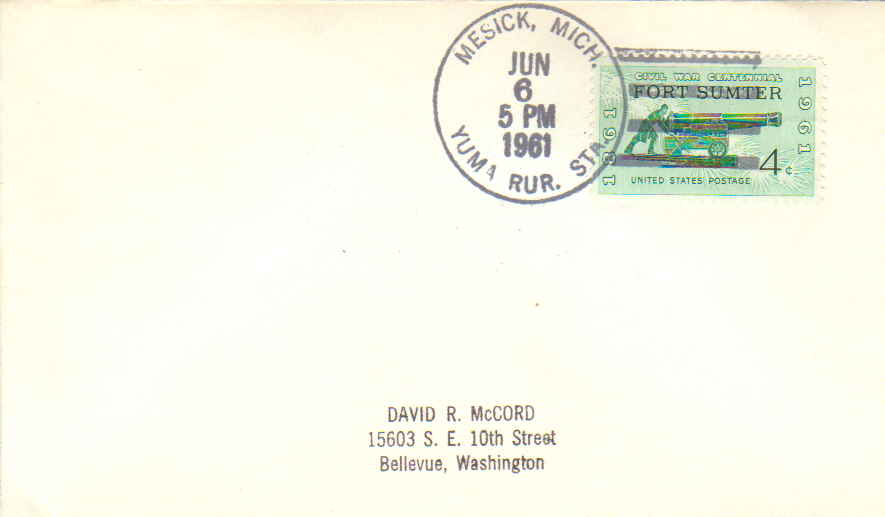 MESICK, MICH.
JUN
6
5 PM
1961
YUMA RUR. STA.
CIVIL WAR CENTENNIAL
FORT SUMTER
1861
1961
4¢
UNITED STATES POSTAGE
DAVID R. McCORD
15603 S. E. 10th Street
Bellevue, Washington